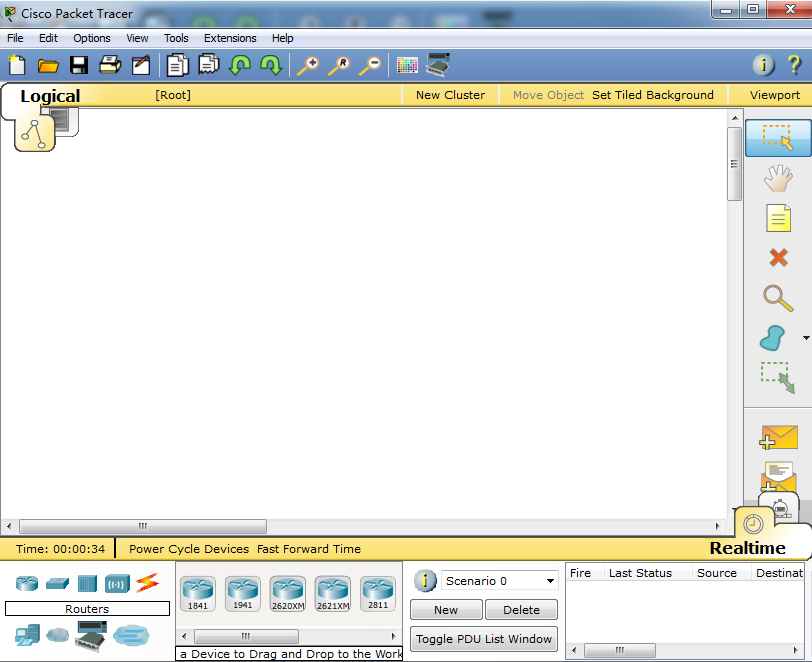 Cisco Packet Tracer
File Edit Options View Tools Extensions Help
Logical [Root] New Cluster Move Object Set Tiled Background Viewport
Time: 00:00:34 Power Cycle Devices Fast Forward Time Realtime
Scenario 0 Fire Last Status Source Destinat
1841 1941 2620XM 2621XM 2811
Routers New Delete
Toggle PDU List Window
a Device to Drag and Drop to the Work